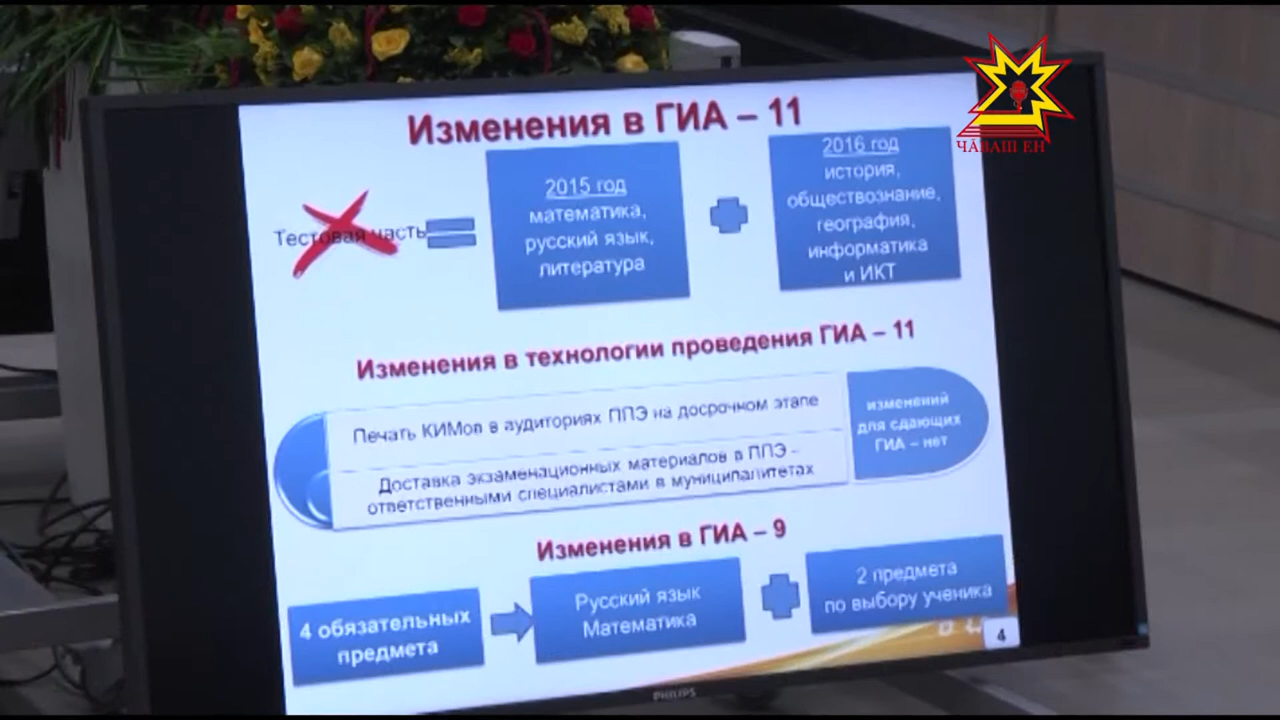 Изменения в ГИА – 11
ЧӐВАШ ЕН
Тестовая часть
2015 год
математика,
русский язык,
литература
2016 год
история,
обществознание,
география,
информатика
и ИКТ
Изменения в технологии проведения ГИА – 11
Печать КИМов в аудиториях ППЭ на досрочном этапе
Доставка экзаменационных материалов в ППЭ –
ответственными специалистами в муниципалитетах
изменений
для сдающих
ГИА – нет
Изменения в ГИА – 9
4 обязательных
предмета
Русский язык
Математика
2 предмета
по выбору ученика
4
PHILIPS